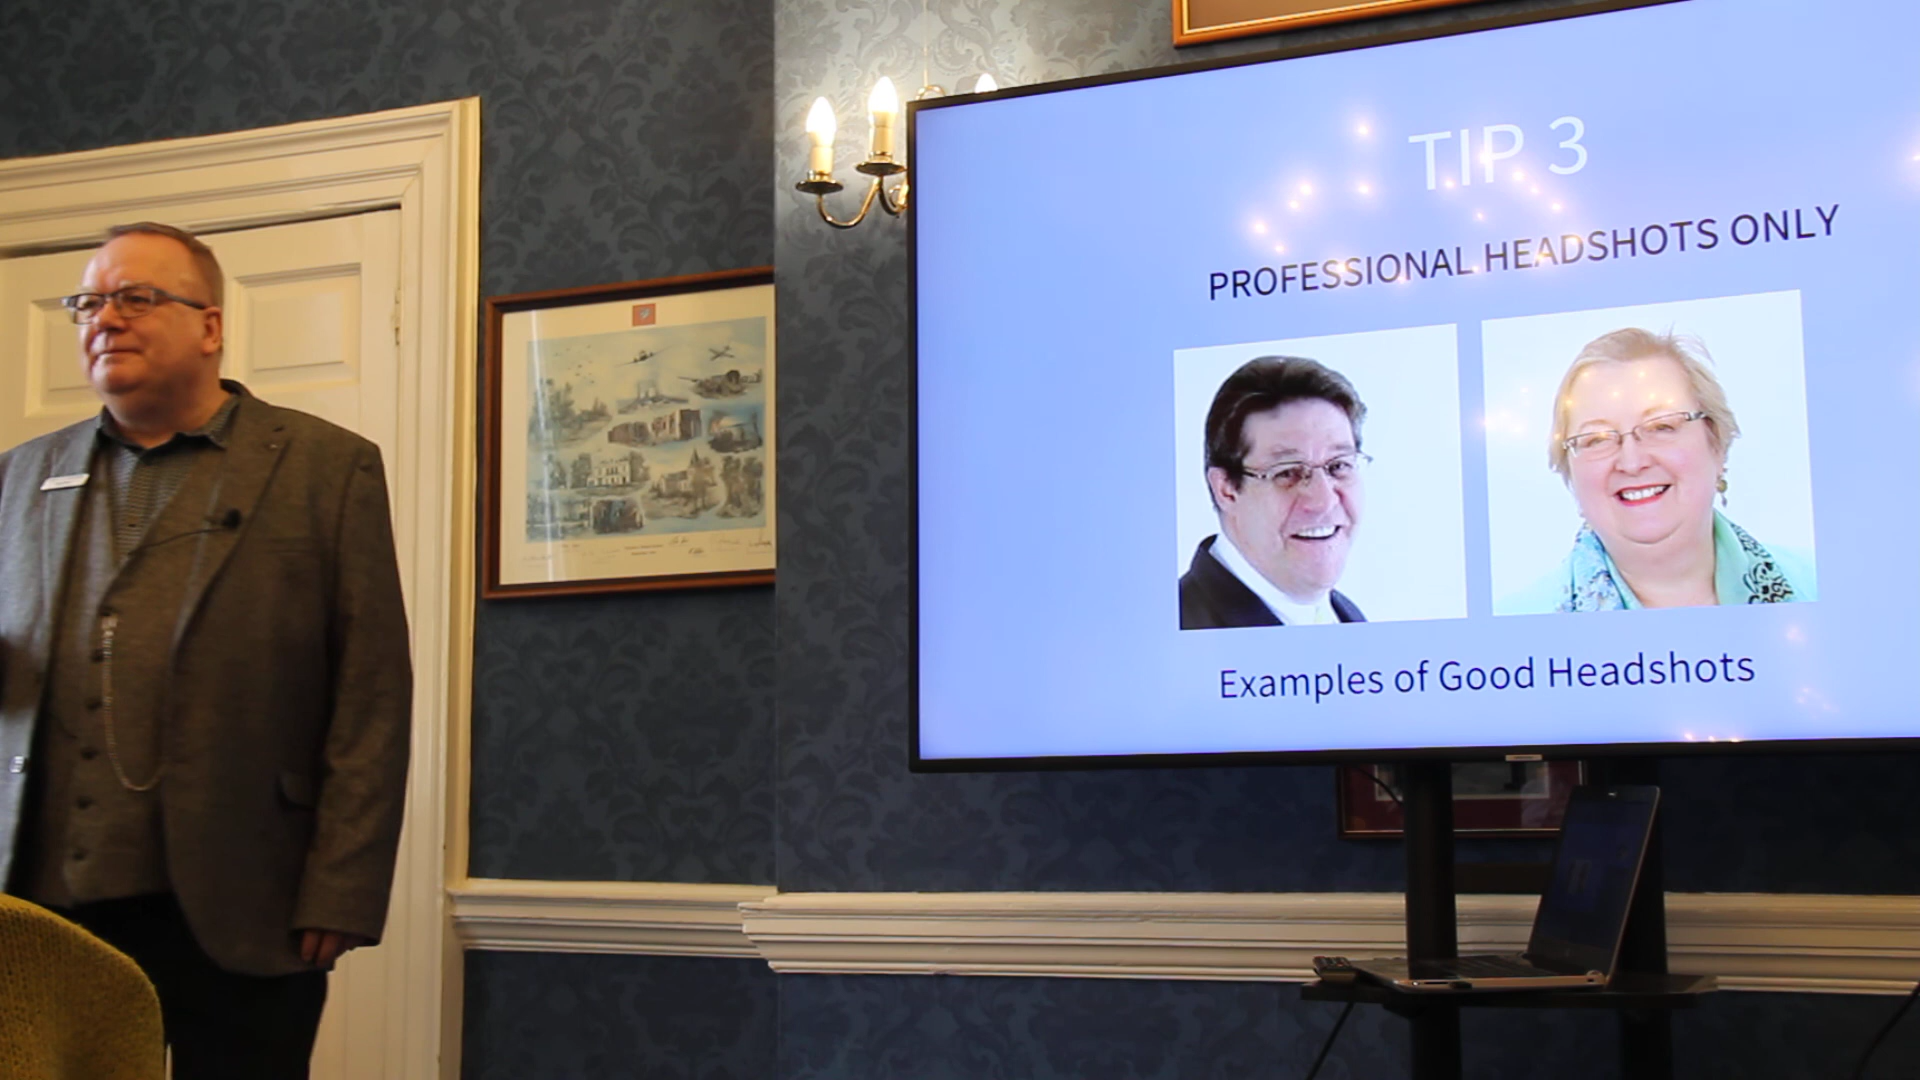 TIP 3
PROFESSIONAL HEADSHOTS ONLY
Examples of Good Headshots